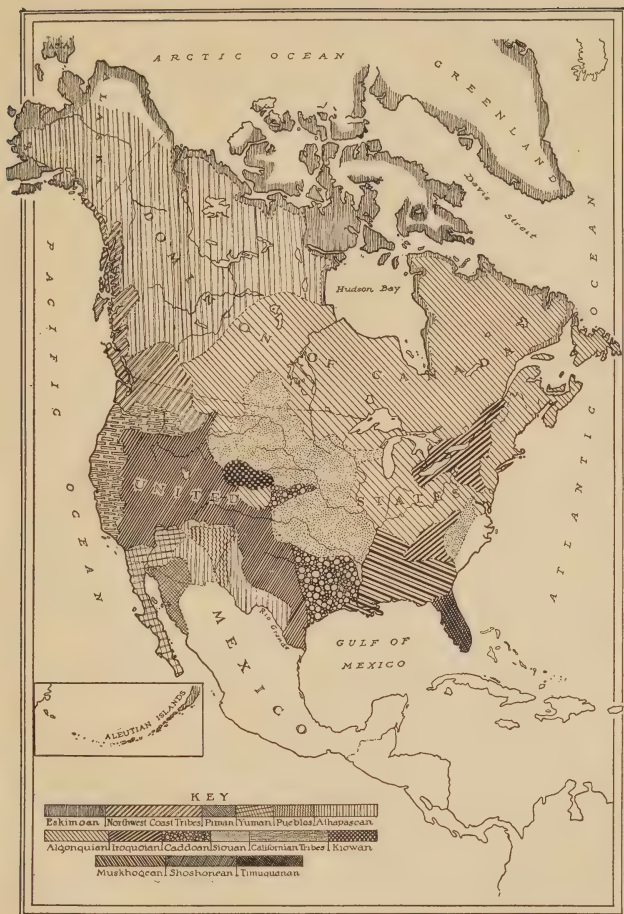 ASIA
ARCTIC OCEAN
GREENLAND
ALASKA
Davis Strait
PACIFIC OCEAN
Hudson Bay
DOMINION OF CANADA
UNITED STATES
ATLANTIC OCEAN
Rio Grande
MEXICO
GULF OF
MEXICO
ALEUTIAN ISLANDS
KEY
Eskimoan Northwest Coast Tribes Piman Yuman Pueblos Athapascan
Algonquian Iroquoian Caddoan Siouan Californian Tribes Kiowan
Muskhogean Shoshonean Timuquanan